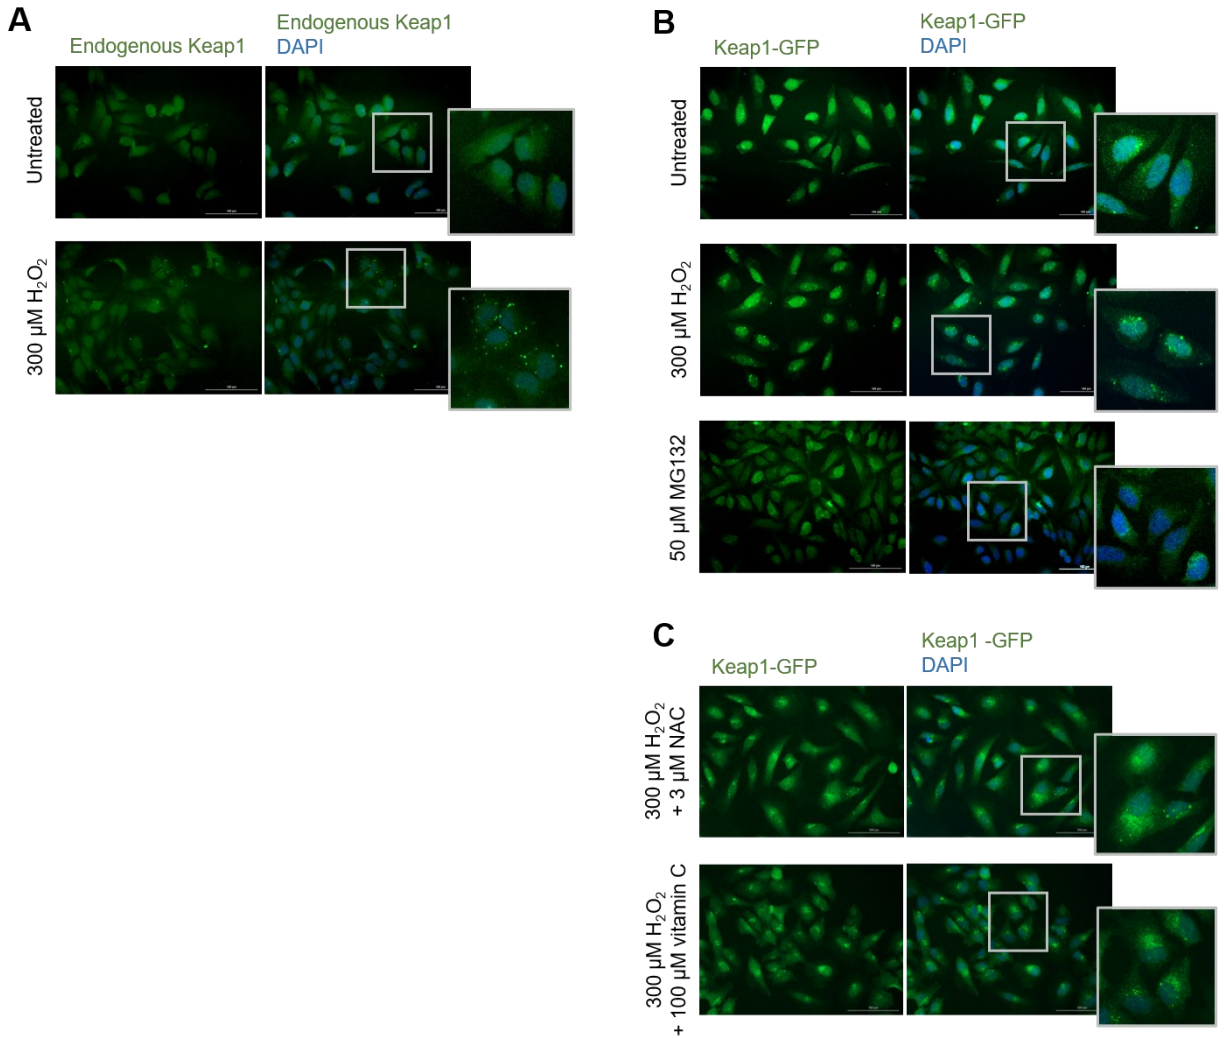 A
Endogenous Keap1
Endogenous Keap1
DAPI
Untreated
300 µM H₂O₂
B
Keap1-GFP
Keap1-GFP
DAPI
Untreated
300 µM H₂O₂
50 µM MG132
C
Keap1-GFP
Keap1 -GFP
DAPI
300 µM H₂O₂
+ 3 µM NAC
300 µM H₂O₂
+ 100 µM vitamin C